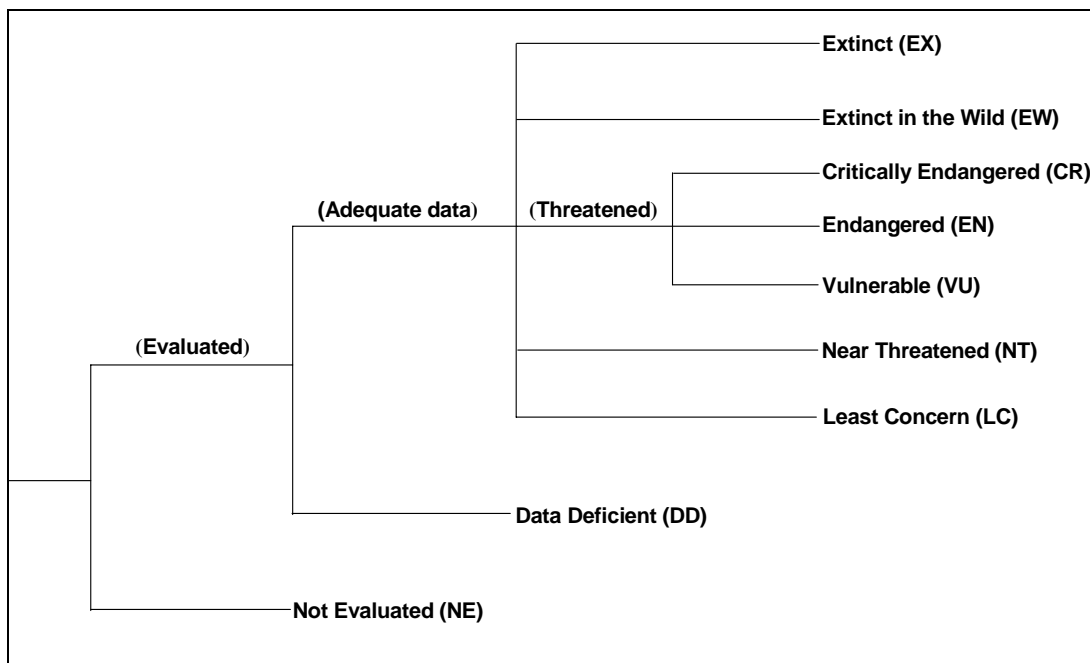 Extinct (EX)
Extinct in the Wild (EW)
Critically Endangered (CR)
(Adequate data)
(Threatened)
Endangered (EN)
Vulnerable (VU)
(Evaluated)
Near Threatened (NT)
Least Concern (LC)
Data Deficient (DD)
Not Evaluated (NE)